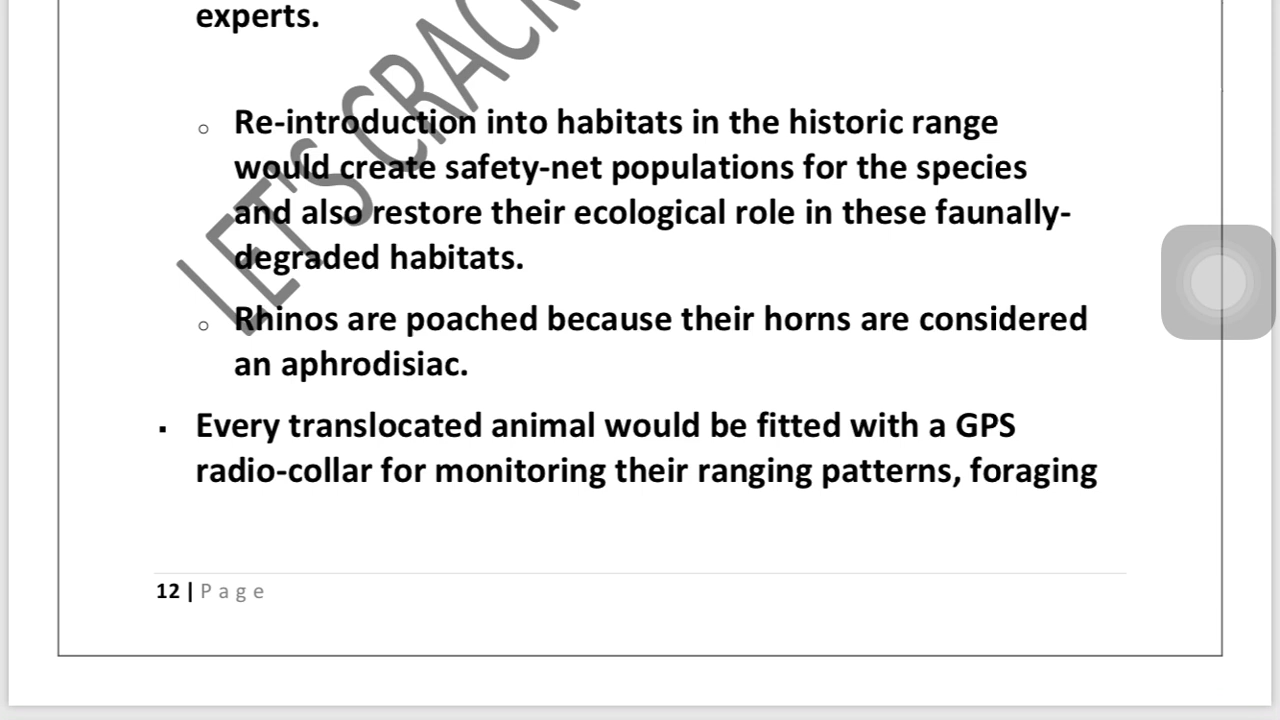 experts.
LET'S CRACK
○ Re-introduction into habitats in the historic range
would create safety-net populations for the species
and also restore their ecological role in these faunally-
degraded habitats.
○ Rhinos are poached because their horns are considered
an aphrodisiac.
▪ Every translocated animal would be fitted with a GPS
radio-collar for monitoring their ranging patterns, foraging
12 | Page